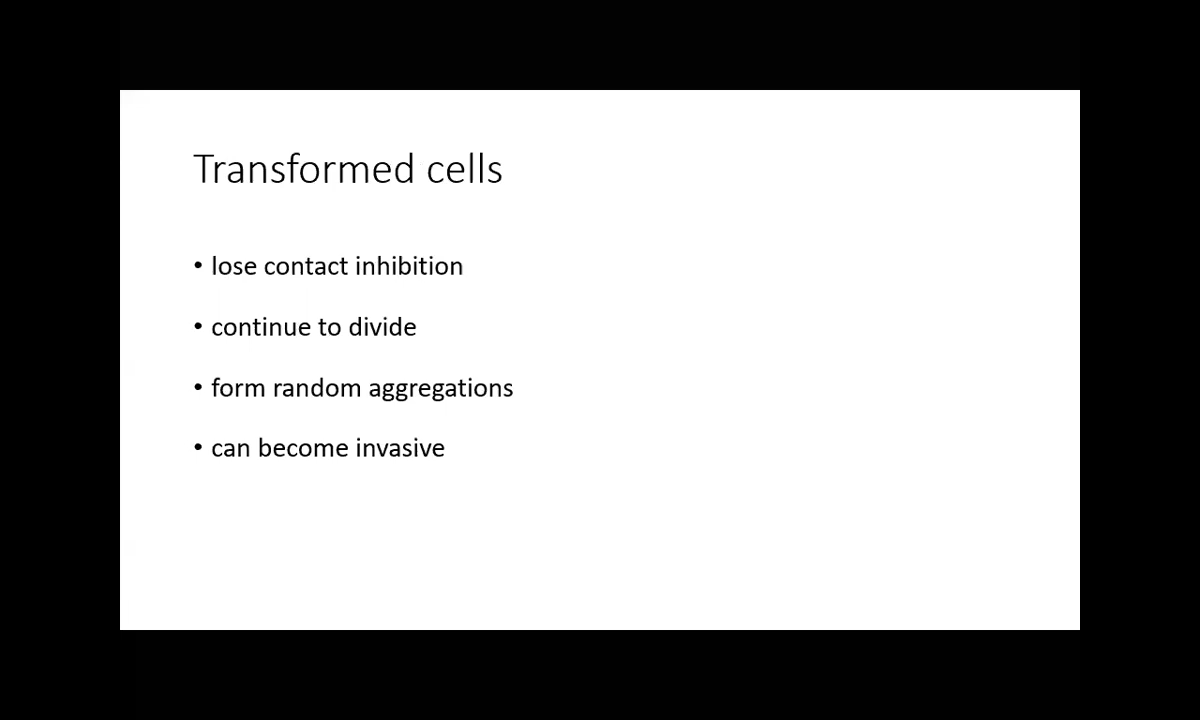 Transformed cells
• lose contact inhibition
• continue to divide
• form random aggregations
• can become invasive